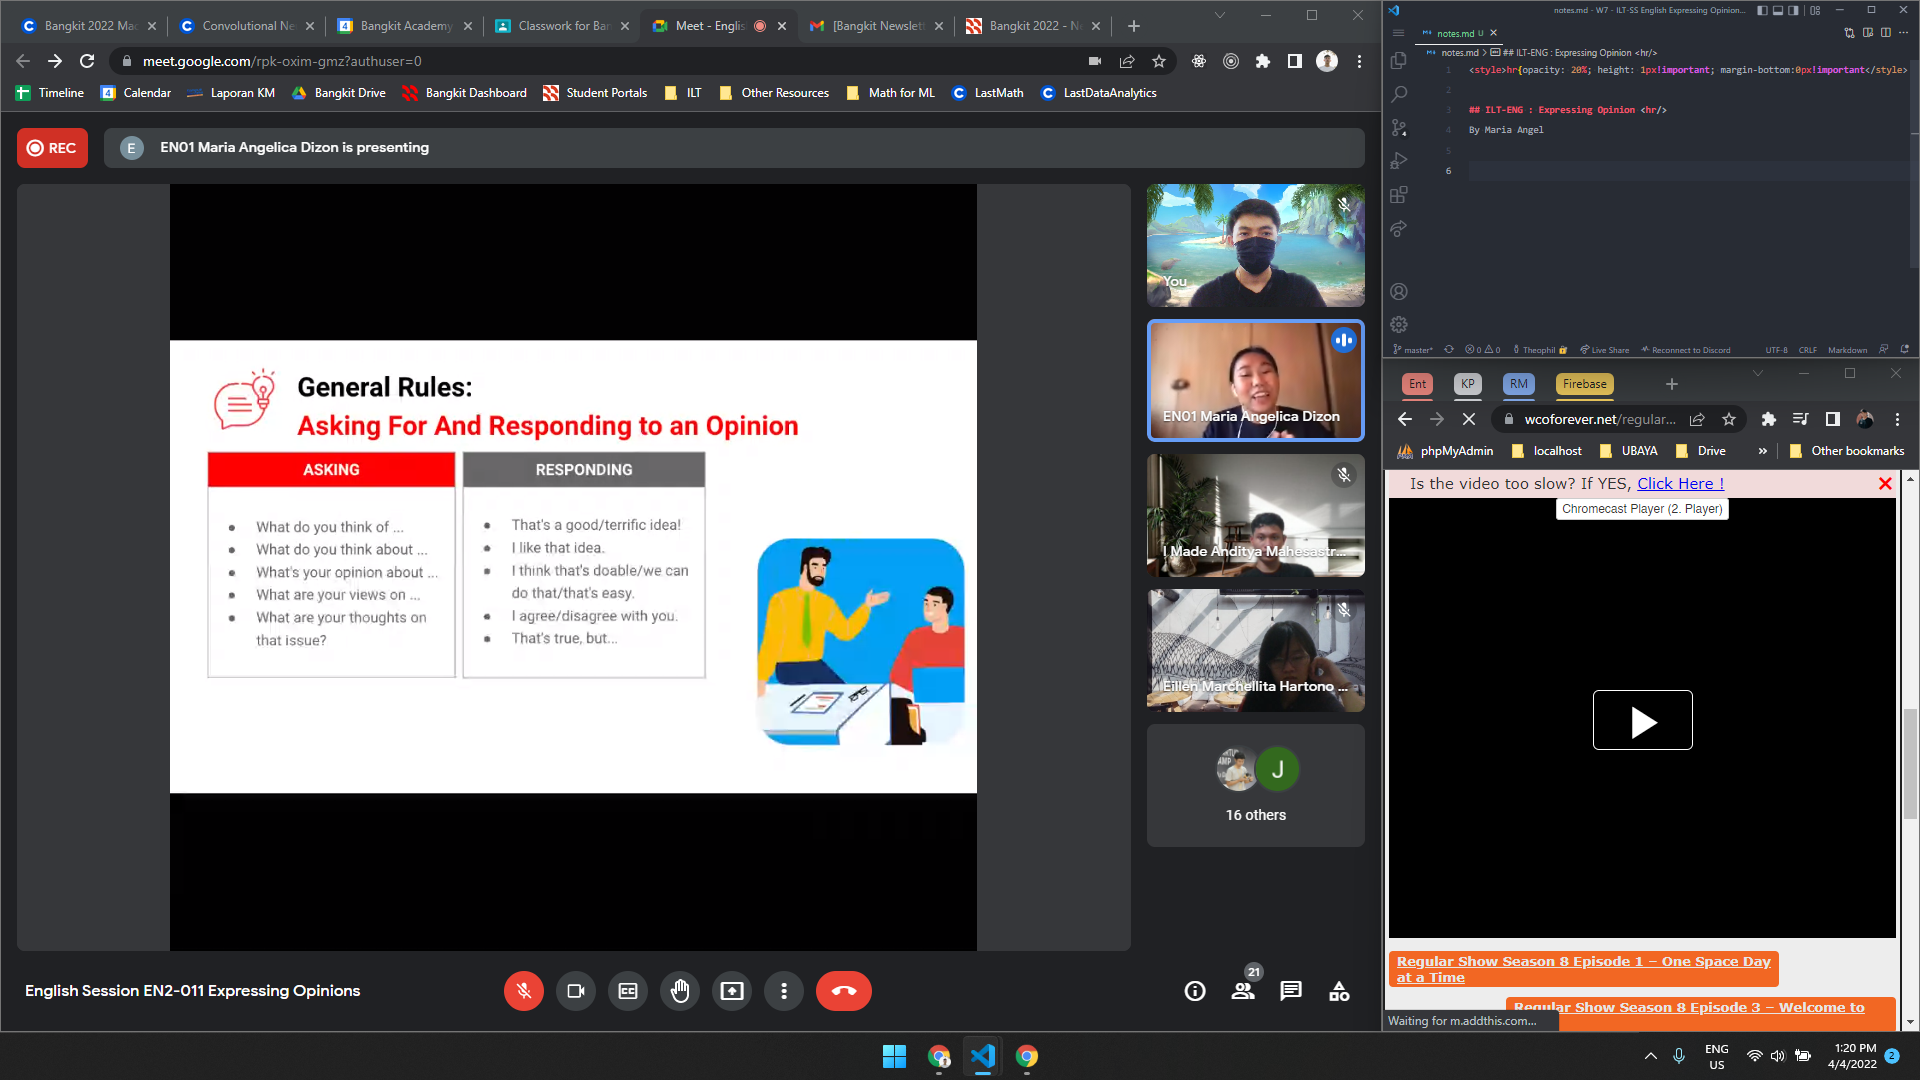 Bangkit 2022 Mac
Convolutional Ne
Bangkit Academy
Classwork for Ban
Meet - Englis
[Bangkit Newslet
Bangkit 2022 - Ne
meet.google.com/rpk-oxim-gmz?authuser=0
Timeline
Calendar
Laporan KM
Bangkit Drive
Bangkit Dashboard
Student Portals
ILT
Other Resources
Math for ML
LastMath
LastDataAnalytics
REC
E
EN01 Maria Angelica Dizon is presenting
General Rules:
Asking For And Responding to an Opinion
ASKING
What do you think of ...
What do you think about ...
What's your opinion about ...
What are your views on ...
What are your thoughts on
that issue?
RESPONDING
That's a good/terrific idea!
I like that idea.
I think that's doable/we can
do that/that's easy.
I agree/disagree with you.
That's true, but...
You
EN01 Maria Angelica Dizon
I Made Anditya Mahesastr...
Eillen Marchellita Hartono ...
J
16 others
English Session EN2-011 Expressing Opinions
21
notes.md - W7 - ILT-SS English Expressing Opinion...
notes.md U
notes.md > ## ILT-ENG : Expressing Opinion <hr/>
1 <style>hr{opacity: 20%; height: 1px!important; margin-bottom:0px!important</style>
2
3 ## ILT-ENG : Expressing Opinion <hr/>
4 By Maria Angel
5
6
4
master*
0 0
Theophil
Live Share
Reconnect to Discord
UTF-8
CRLF
Markdown
Ent
KP
RM
Firebase
wcoforever.net/regular...
phpMyAdmin
localhost
UBAYA
Drive
»
Other bookmarks
Is the video too slow? If YES, Click Here !
Chromecast Player (2. Player)
Regular Show Season 8 Episode 1 – One Space Day
at a Time
Regular Show Season 8 Episode 3 – Welcome to
Waiting for m.addthis.com...
ENG
US
1:20 PM
4/4/2022
2